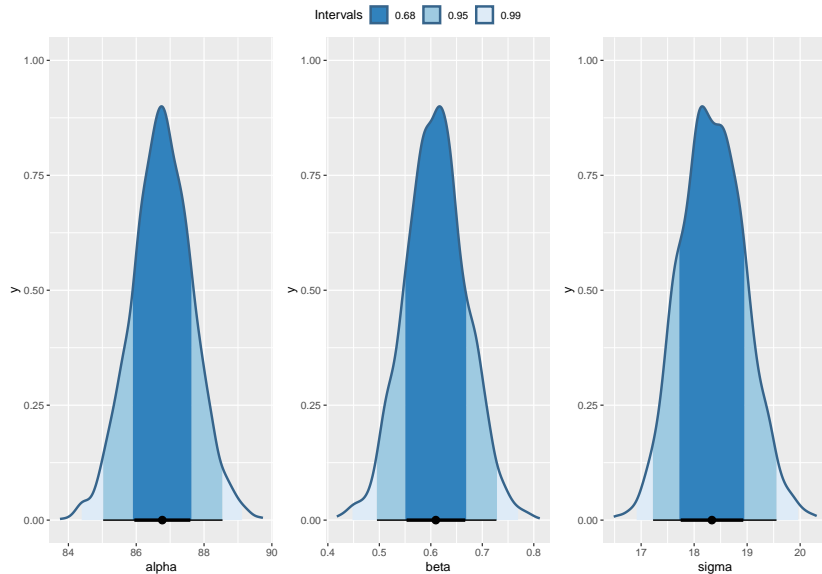 Intervals 0.68 0.95 0.99
1.00 1.00 1.00
0.75 0.75 0.75
y 0.50 y 0.50 y 0.50
0.25 0.25 0.25
0.00 0.00 0.00
84 86 88 90 0.4 0.5 0.6 0.7 0.8 17 18 19 20
alpha beta sigma